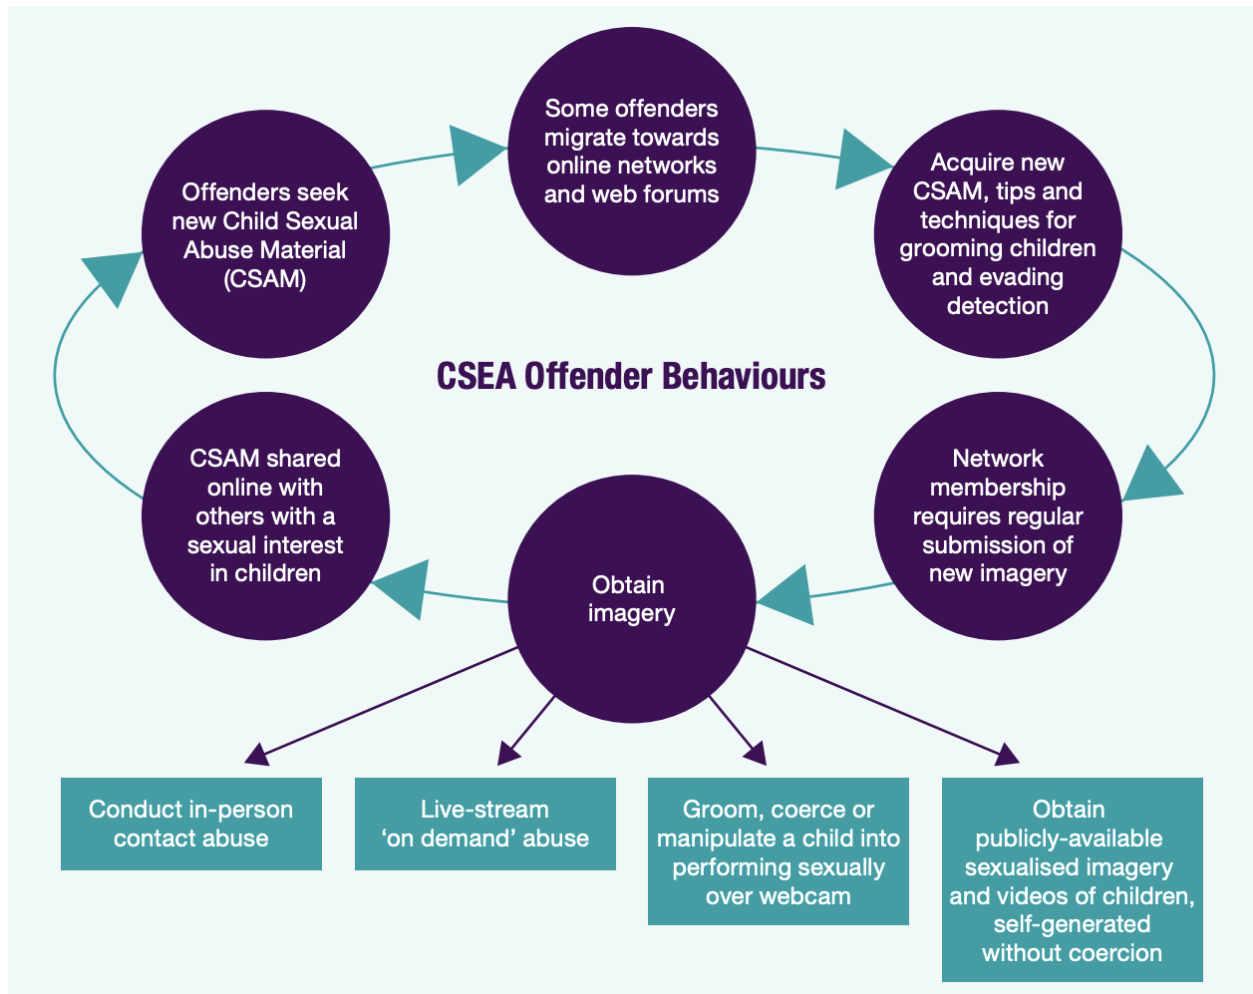 Some offenders
migrate towards
online networks
and web forums
Offenders seek
new Child Sexual
Abuse Material
(CSAM)
Acquire new
CSAM, tips and
techniques for
grooming children
and evading
detection
CSEA Offender Behaviours
CSAM shared
online with
others with a
sexual interest
in children
Network
membership
requires regular
submission of
new imagery
Obtain
imagery
Conduct in-person
contact abuse
Live-stream
‘on demand’ abuse
Groom, coerce or
manipulate a child into
performing sexually
over webcam
Obtain
publicly-available
sexualised imagery
and videos of children,
self-generated
without coercion